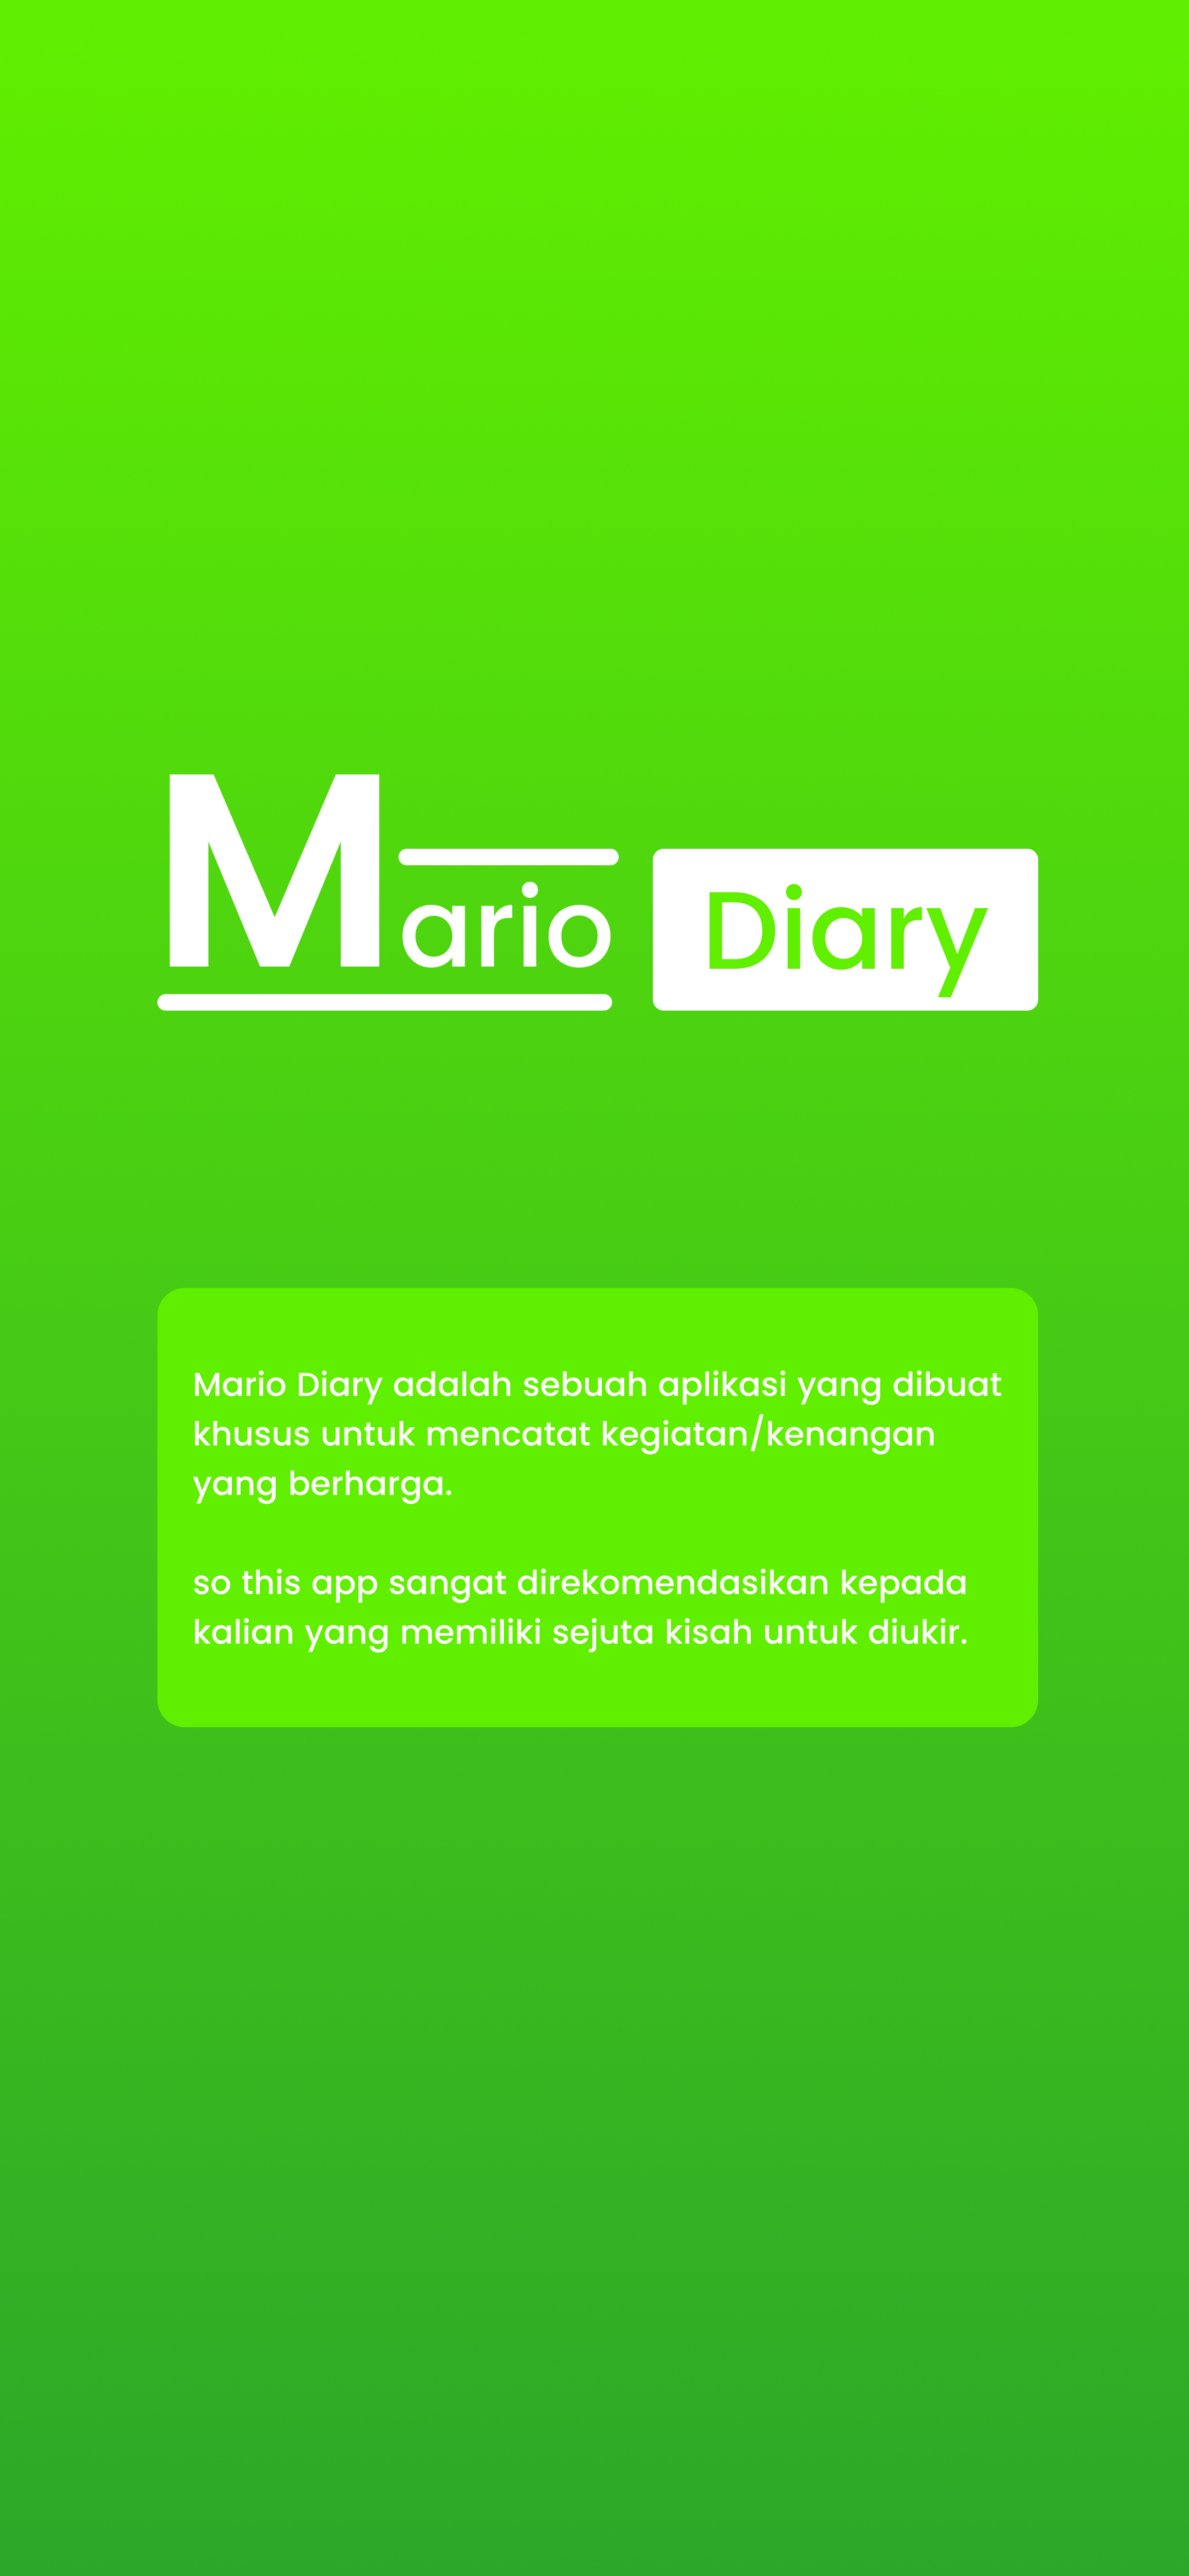 Mario Diary
Mario Diary adalah sebuah aplikasi yang dibuat
khusus untuk mencatat kegiatan/kenangan
yang berharga.
so this app sangat direkomendasikan kepada
kalian yang memiliki sejuta kisah untuk diukir.